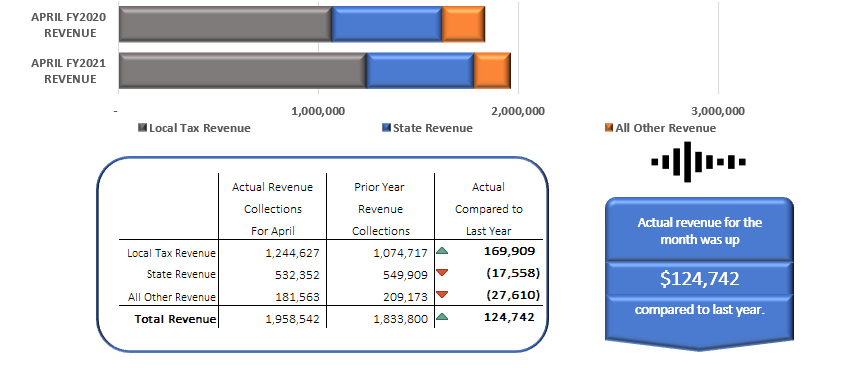 APRIL FY2020
REVENUE
APRIL FY2021
REVENUE
- 1,000,000 2,000,000 3,000,000
Local Tax Revenue State Revenue All Other Revenue
Actual Revenue Collections For April
Prior Year Revenue Collections
Actual Compared to Last Year
Local Tax Revenue 1,244,627 1,074,717 169,909
State Revenue 532,352 549,909 (17,558)
All Other Revenue 181,563 209,173 (27,610)
Total Revenue 1,958,542 1,833,800 124,742
Actual revenue for the
month was up
$124,742
compared to last year.